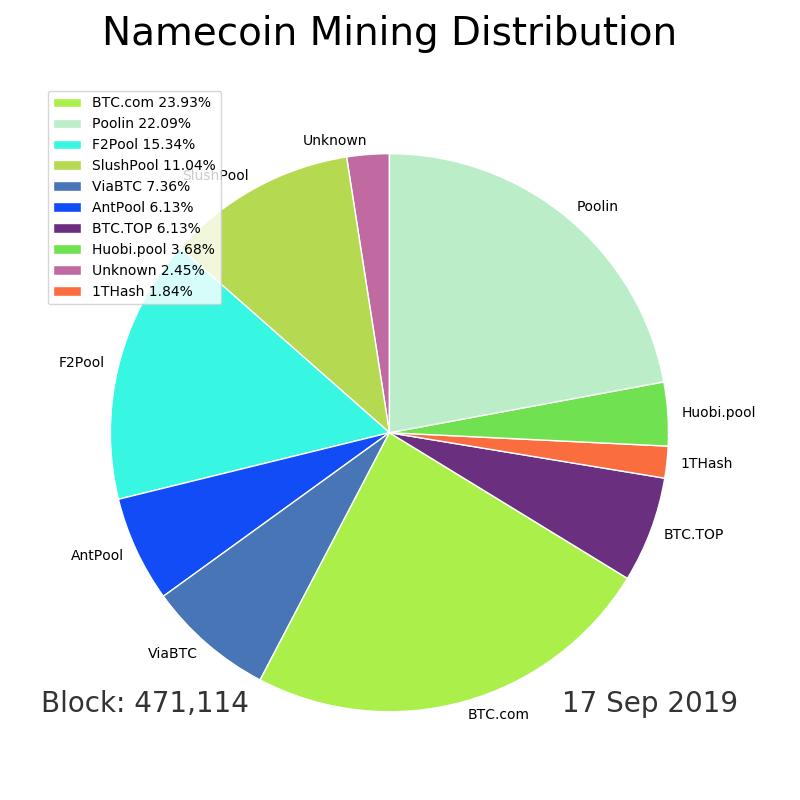 Namecoin Mining Distribution
BTC.com 23.93%
Poolin 22.09%
F2Pool 15.34%
SlushPool 11.04%
ViaBTC 7.36%
AntPool 6.13%
BTC.TOP 6.13%
Huobi.pool 3.68%
Unknown 2.45%
1THash 1.84%
Unknown
SlushPool
Poolin
F2Pool
Huobi.pool
1THash
BTC.TOP
AntPool
ViaBTC
BTC.com
Block: 471,114
17 Sep 2019